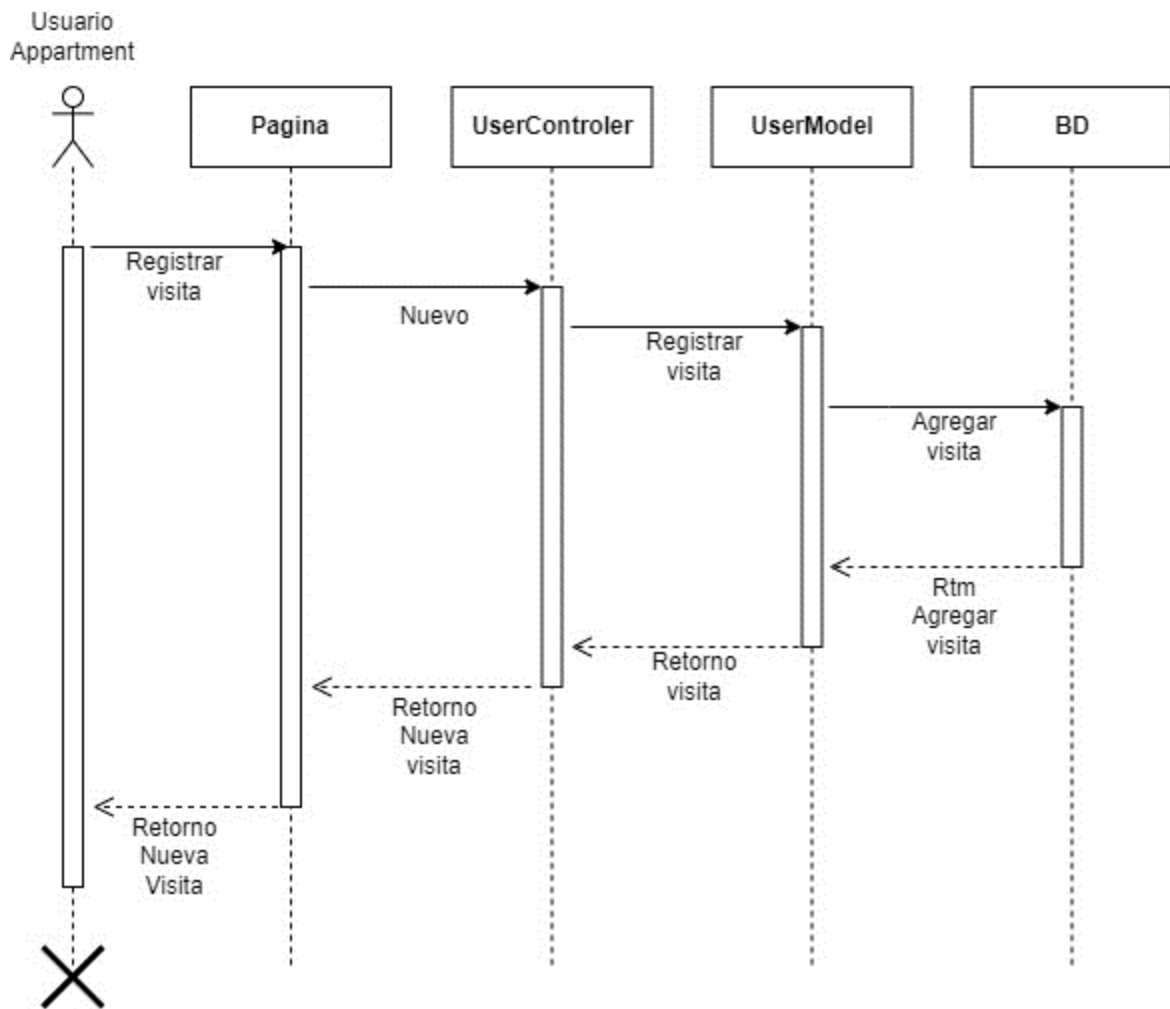 Usuario
Appartment
Pagina
UserControler
UserModel
BD
Registrar
visita
Nuevo
Registrar
visita
Agregar
visita
Rtm
Agregar
visita
Retorno
visita
Retorno
Nueva
visita
Retorno
Nueva
Visita